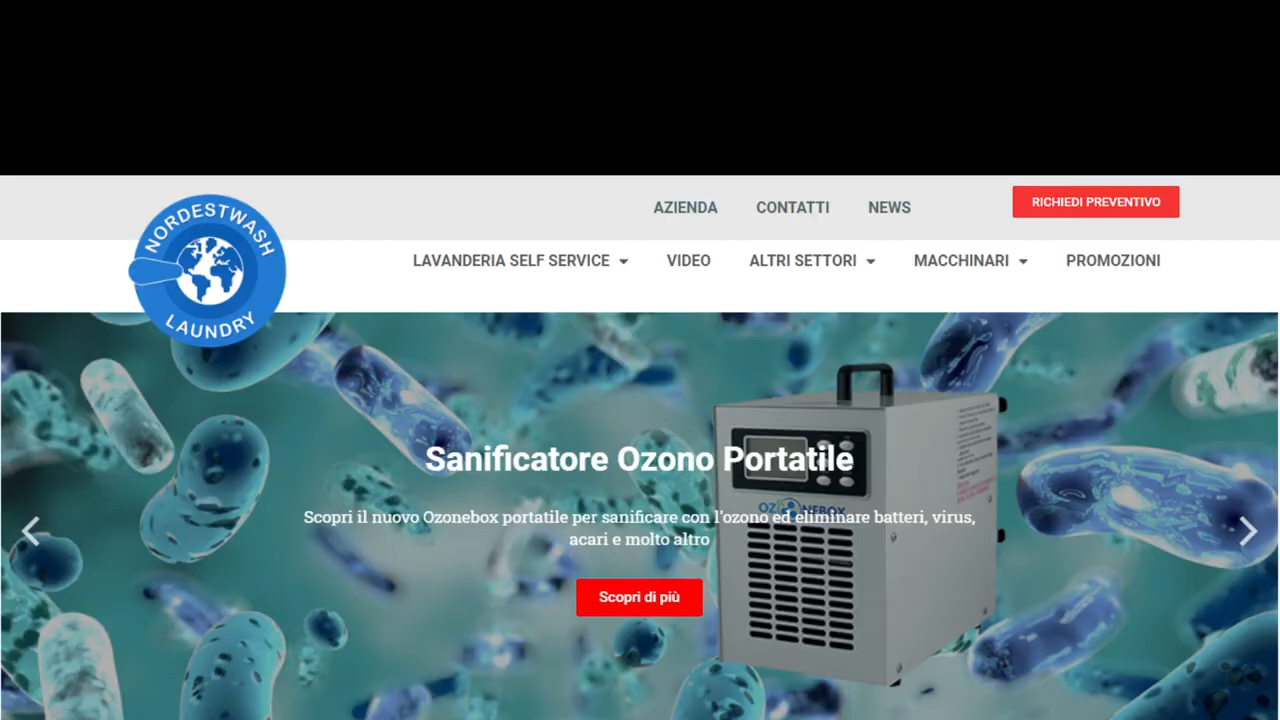 NORDESTWASH
LAUNDRY
AZIENDA CONTATTI NEWS
RICHIEDI PREVENTIVO
LAVANDERIA SELF SERVICE VIDEO ALTRI SETTORI MACCHINARI PROMOZIONI
Sanificatore Ozono Portatile
Scopri il nuovo Ozonebox portatile per sanificare con l'ozono ed eliminare batteri, virus,
acari e molto altro
OZONEBOX
Scopri di più